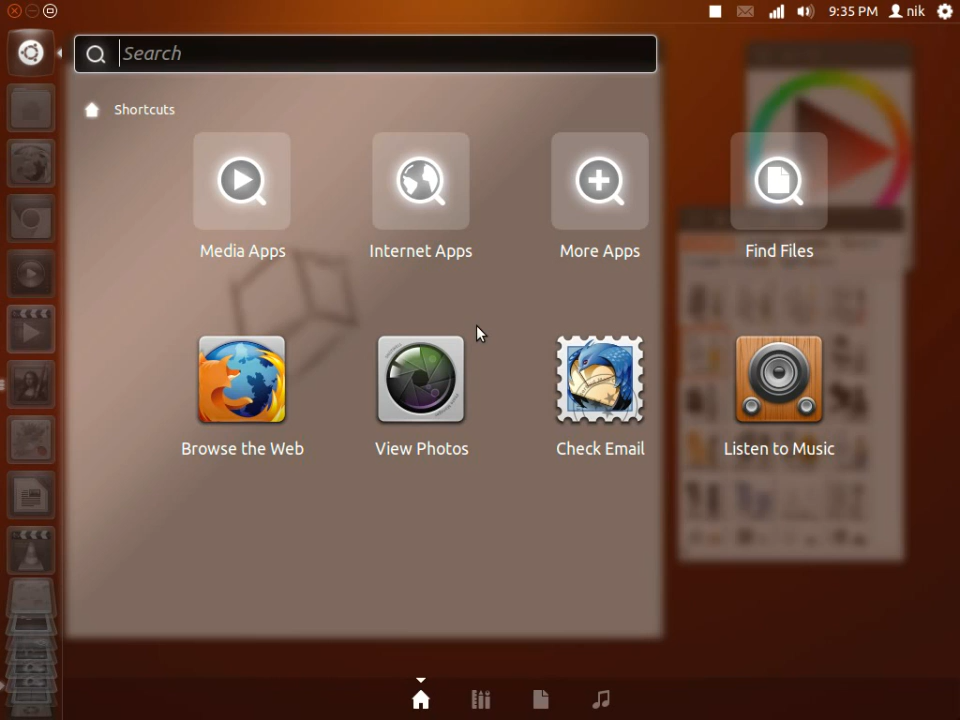 9:35 PM nik
Search
Shortcuts
Media Apps Internet Apps More Apps Find Files
Browse the Web View Photos Check Email Listen to Music